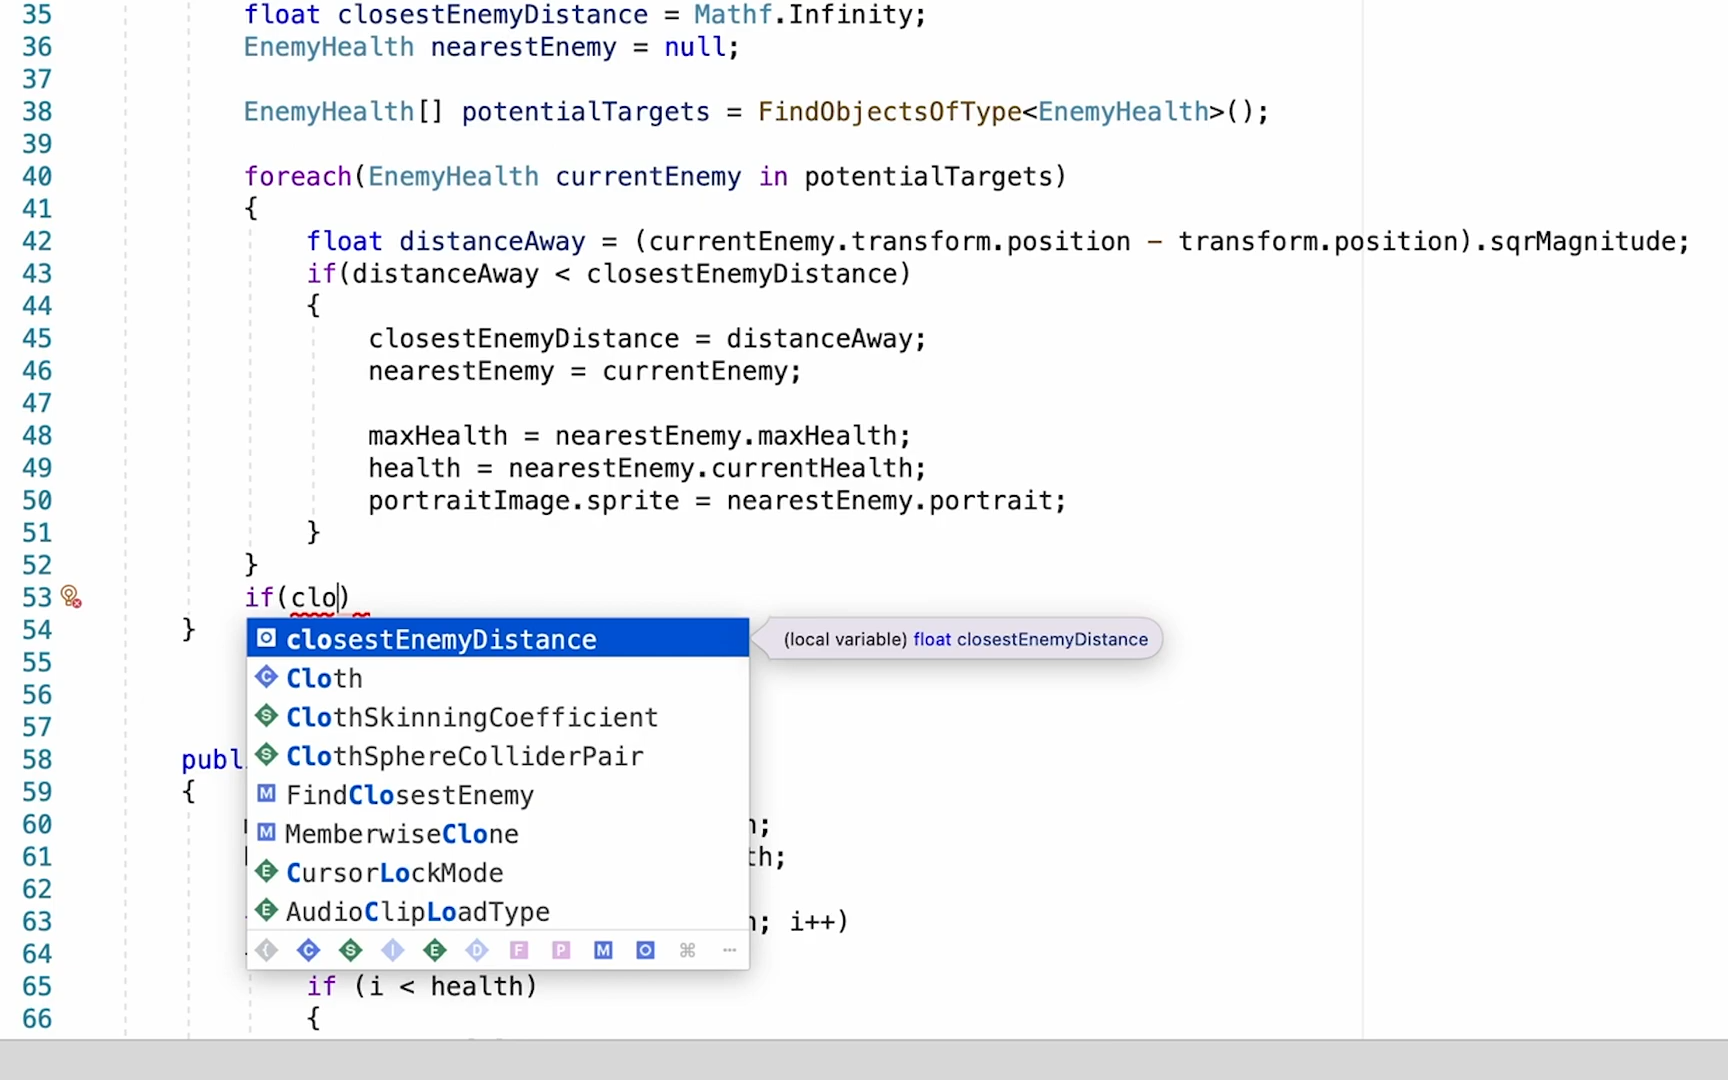 35 float closestEnemyDistance = Mathf.Infinity;
36 EnemyHealth nearestEnemy = null;
37
38 EnemyHealth[] potentialTargets = FindObjectsOfType<EnemyHealth>();
39
40 foreach(EnemyHealth currentEnemy in potentialTargets)
41 {
42 float distanceAway = (currentEnemy.transform.position - transform.position).sqrMagnitude;
43 if(distanceAway < closestEnemyDistance)
44 {
45 closestEnemyDistance = distanceAway;
46 nearestEnemy = currentEnemy;
47
48 maxHealth = nearestEnemy.maxHealth;
49 health = nearestEnemy.currentHealth;
50 portraitImage.sprite = nearestEnemy.portrait;
51 }
52 }
53 if(clo)
54 }
closestEnemyDistance (local variable) float closestEnemyDistance
55
Cloth
56
ClothSkinningCoefficient
57
ClothSphereColliderPair
58 publ
59 {
FindClosestEnemy
60 ;
MemberwiseClone
61 th;
CursorLockMode
62
AudioClipLoadType
63 ; i++)
64
65 if (i < health)
66 {